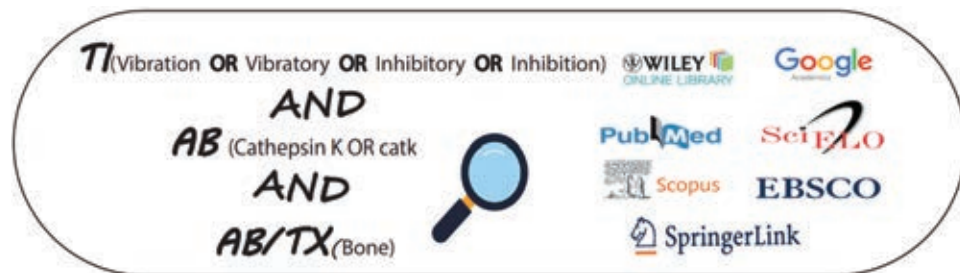 TI(Vibration OR Vibratory OR Inhibitory OR Inhibition)
AND
AB (Cathepsin K OR catk
AND
AB/TX(Bone)
WILEY
ONLINE LIBRARY
Google
PubMed
SciELO
Scopus
EBSCO
SpringerLink